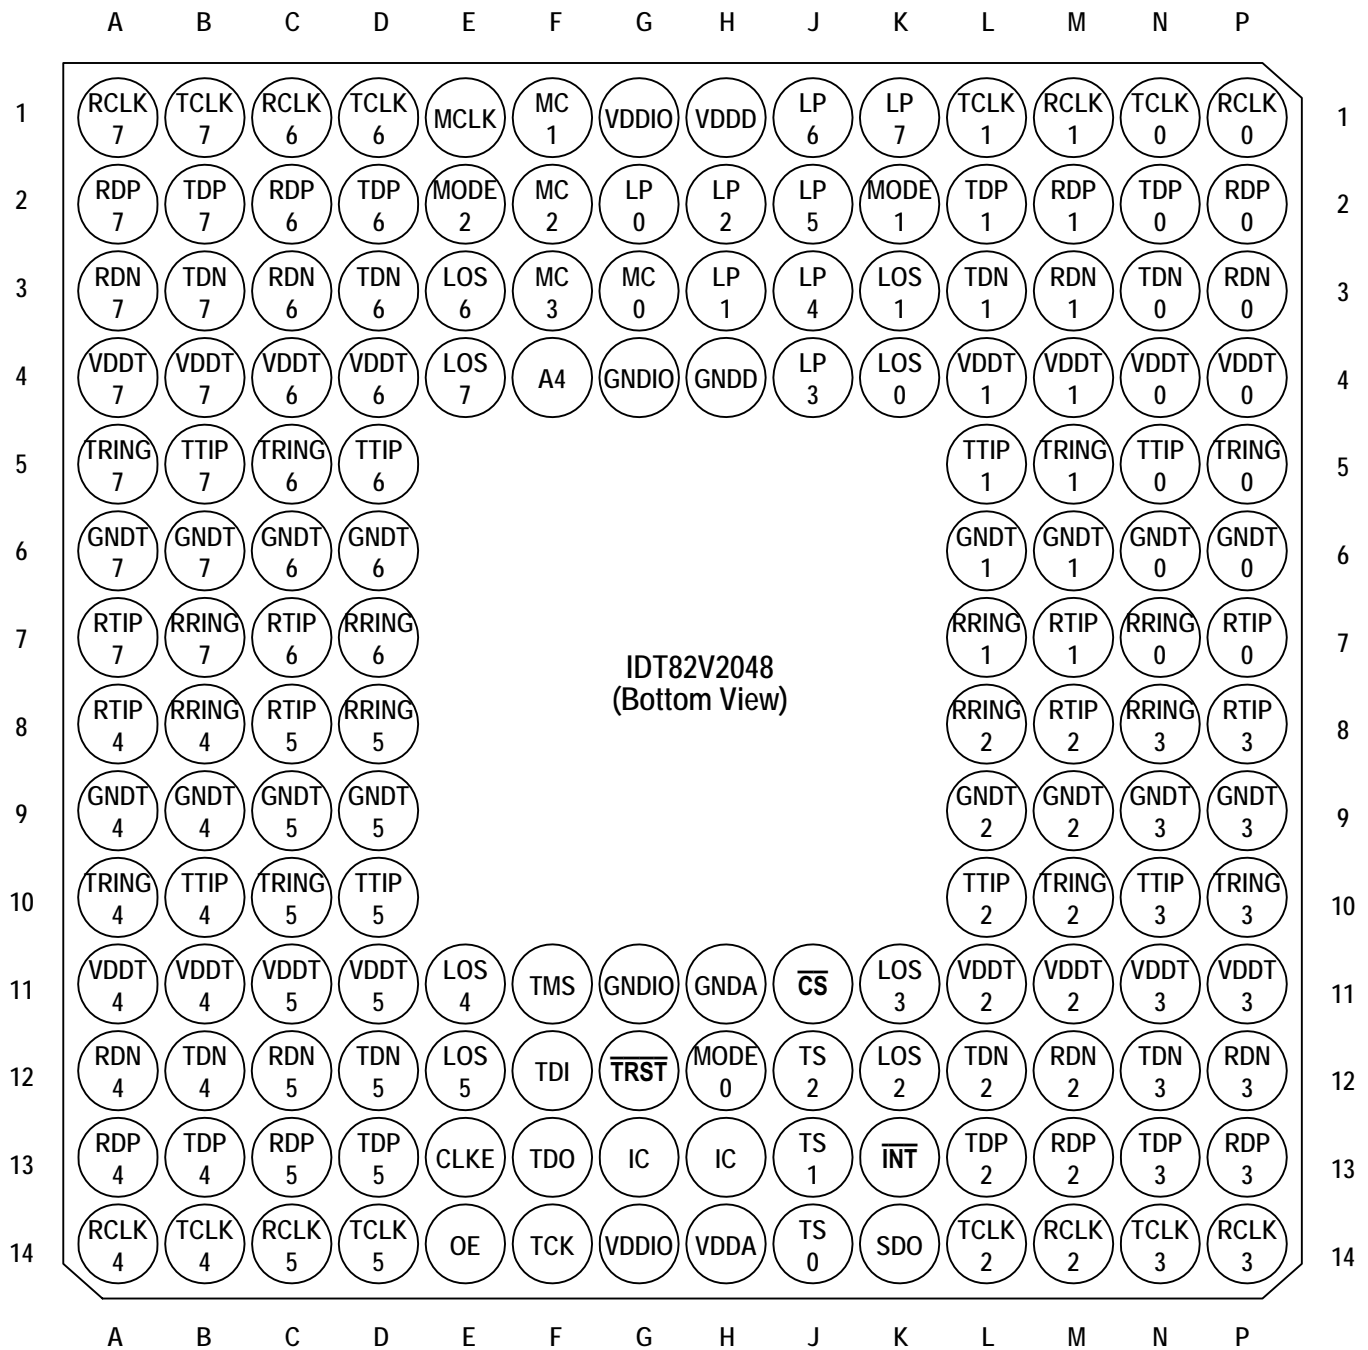 A B C D E F G H J K L M N P
1 RCLK TCLK RCLK TCLK MCLK MC VDDIO VDDD LP LP TCLK RCLK TCLK RCLK 1
7 7 6 6 1 6 7 1 1 0 0
2 RDP TDP RDP TDP MODE MC LP LP LP MODE TDP RDP TDP RDP 2
7 7 6 6 2 2 0 2 5 1 1 1 0 0
3 RDN TDN RDN TDN LOS MC MC LP LP LOS TDN RDN TDN RDN 3
7 7 6 6 6 3 0 1 4 1 1 1 0 0
4 VDDT VDDT VDDT VDDT LOS A4 GNDIO GNDD LP LOS VDDT VDDT VDDT VDDT 4
7 7 6 6 7 3 0 1 1 0 0
5 TRING TTIP TRING TTIP TTIP TRING TTIP TRING 5
7 7 6 6 1 1 0 0
6 GNDT GNDT GNDT GNDT GNDT GNDT GNDT GNDT 6
7 7 6 6 1 1 0 0
7 RTIP RRING RTIP RRING RRING RTIP RRING RTIP 7
7 7 6 6 1 1 0 0
IDT82V2048
(Bottom View)
8 RTIP RRING RTIP RRING RRING RTIP RRING RTIP 8
4 4 5 5 2 2 3 3
9 GNDT GNDT GNDT GNDT GNDT GNDT GNDT GNDT 9
4 4 5 5 2 2 3 3
10 TRING TTIP TRING TTIP TTIP TRING TTIP TRING 10
4 4 5 5 2 2 3 3
11 VDDT VDDT VDDT VDDT LOS TMS GNDIO GNDA CS LOS VDDT VDDT VDDT VDDT 11
4 4 5 5 4 3 2 2 3 3
12 RDN TDN RDN TDN LOS TDI TRST MODE TS LOS TDN RDN TDN RDN 12
4 4 5 5 5 0 2 2 2 2 3 3
13 RDP TDP RDP TDP CLKE TDO IC IC TS INT TDP RDP TDP RDP 13
4 4 5 5 1 2 2 3 3
14 RCLK TCLK RCLK TCLK OE TCK VDDIO VDDA TS SDO TCLK RCLK TCLK RCLK 14
4 4 5 5 0 2 2 3 3
A B C D E F G H J K L M N P